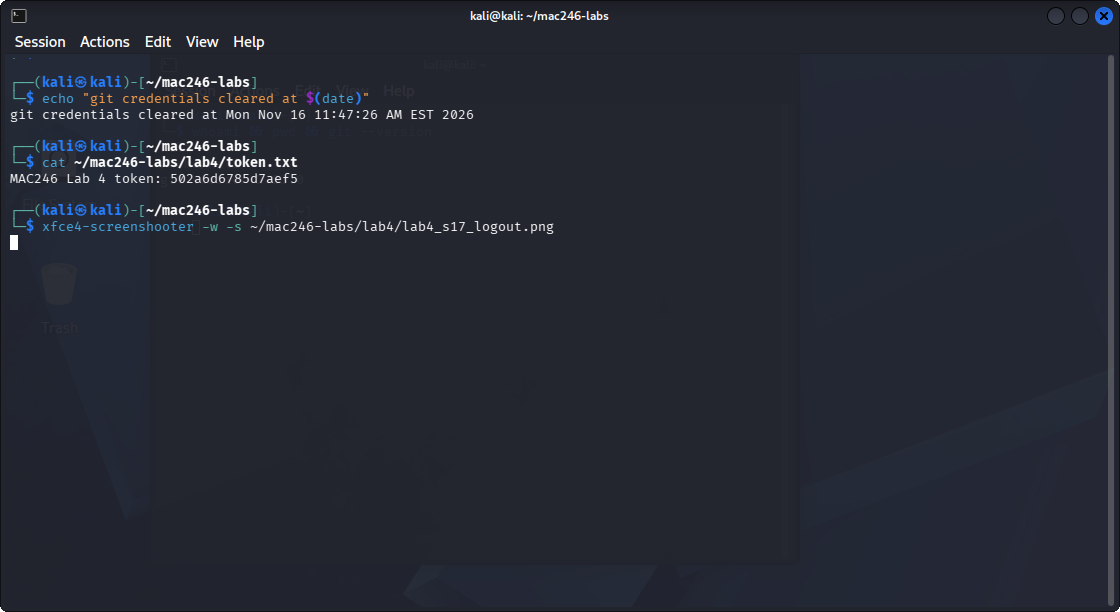 kali@kali: ~/mac246-labs
Session Actions Edit View Help
┌──(kali㉿kali)-[~/mac246-labs]
└─$ echo "git credentials cleared at $(date)"
git credentials cleared at Mon Nov 16 11:47:26 AM EST 2026
┌──(kali㉿kali)-[~/mac246-labs]
└─$ cat ~/mac246-labs/lab4/token.txt
MAC246 Lab 4 token: 502a6d6785d7aef5
┌──(kali㉿kali)-[~/mac246-labs]
└─$ xfce4-screenshooter -w -s ~/mac246-labs/lab4/lab4_s17_logout.png
Trash